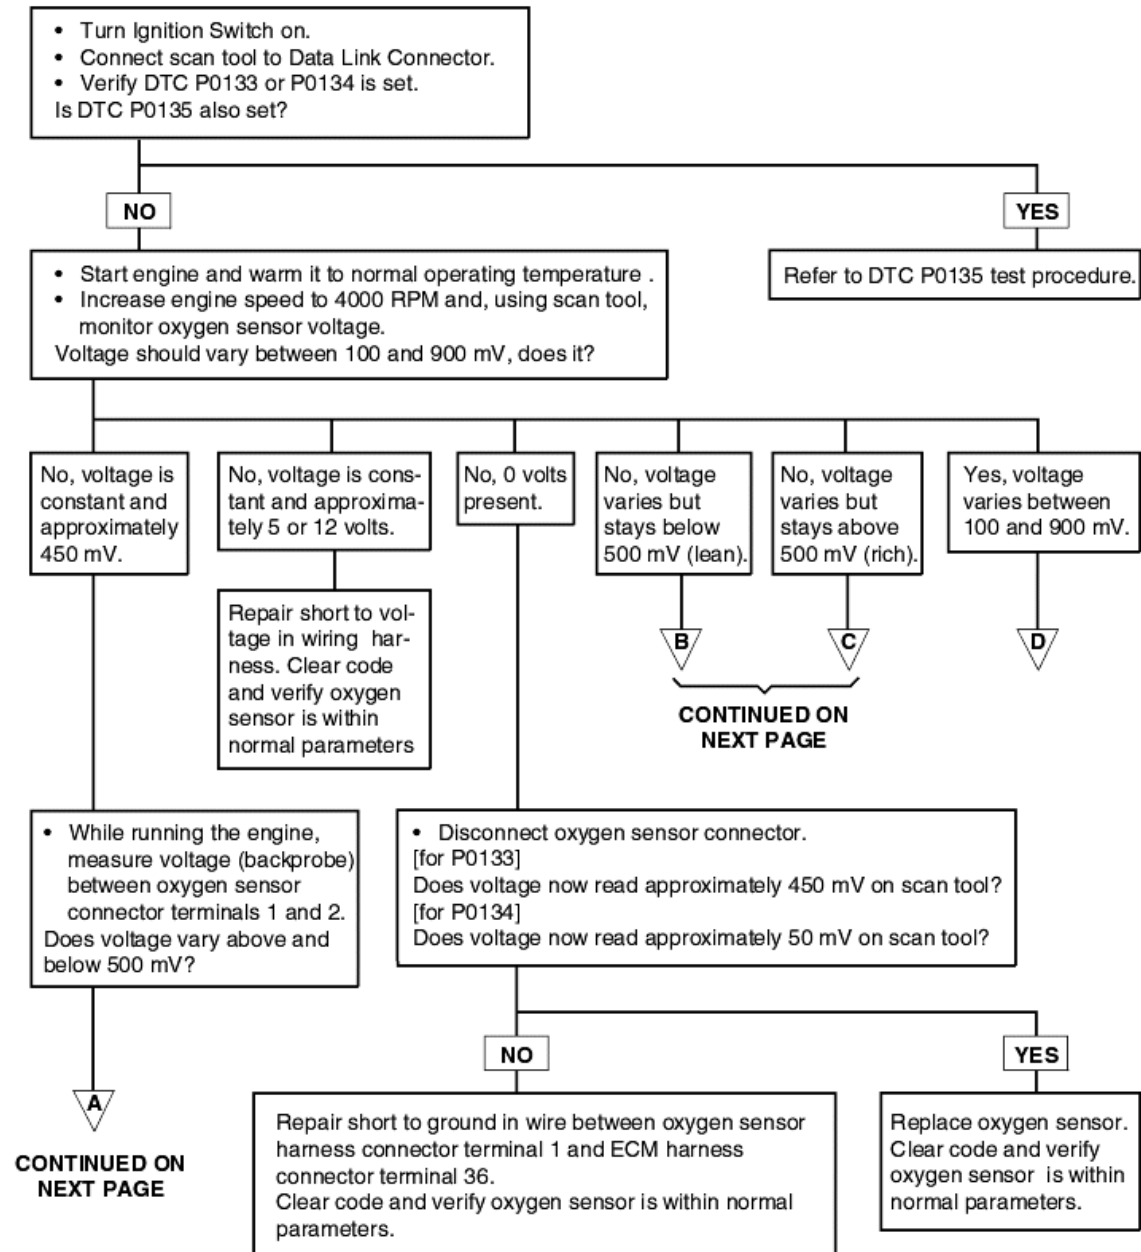 • Turn Ignition Switch on.
• Connect scan tool to Data Link Connector.
• Verify DTC P0133 or P0134 is set.
Is DTC P0135 also set?
NO
YES
• Start engine and warm it to normal operating temperature .
• Increase engine speed to 4000 RPM and, using scan tool,
monitor oxygen sensor voltage.
Voltage should vary between 100 and 900 mV, does it?
Refer to DTC P0135 test procedure.
No, voltage is
constant and
approximately
450 mV.
No, voltage is cons-
tant and approxima-
tely 5 or 12 volts.
No, 0 volts
present.
No, voltage
varies but
stays below
500 mV (lean).
No, voltage
varies but
stays above
500 mV (rich).
Yes, voltage
varies between
100 and 900 mV.
Repair short to vol-
tage in wiring har-
ness. Clear code
and verify oxygen
sensor is within
normal parameters
B
C
D
CONTINUED ON
NEXT PAGE
• While running the engine,
measure voltage (backprobe)
between oxygen sensor
connector terminals 1 and 2.
Does voltage vary above and
below 500 mV?
• Disconnect oxygen sensor connector.
[for P0133]
Does voltage now read approximately 450 mV on scan tool?
[for P0134]
Does voltage now read approximately 50 mV on scan tool?
A
CONTINUED ON
NEXT PAGE
NO
YES
Repair short to ground in wire between oxygen sensor
harness connector terminal 1 and ECM harness
connector terminal 36.
Clear code and verify oxygen sensor is within normal
parameters.
Replace oxygen sensor.
Clear code and verify
oxygen sensor is within
normal parameters.